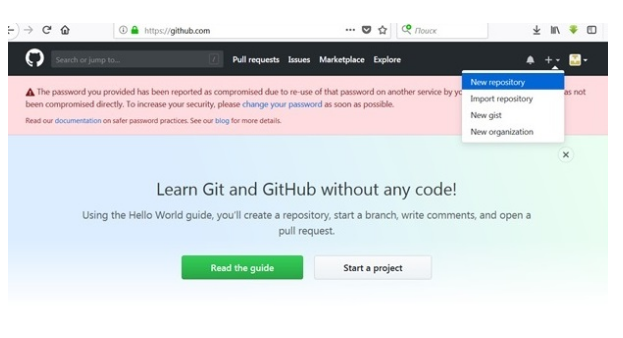 https://github.com
Поиск
Search or jump to...
Pull requests Issues Marketplace Explore
New repository
Import repository
New gist
New organization
The password you provided has been reported as compromised due to re-use of that password on another service by yo
as not
been compromised directly. To increase your security, please change your password as soon as possible.
Read our documentation on safer password practices. See our blog for more details.
Learn Git and GitHub without any code!
Using the Hello World guide, you'll create a repository, start a branch, write comments, and open a
pull request.
Read the guide
Start a project